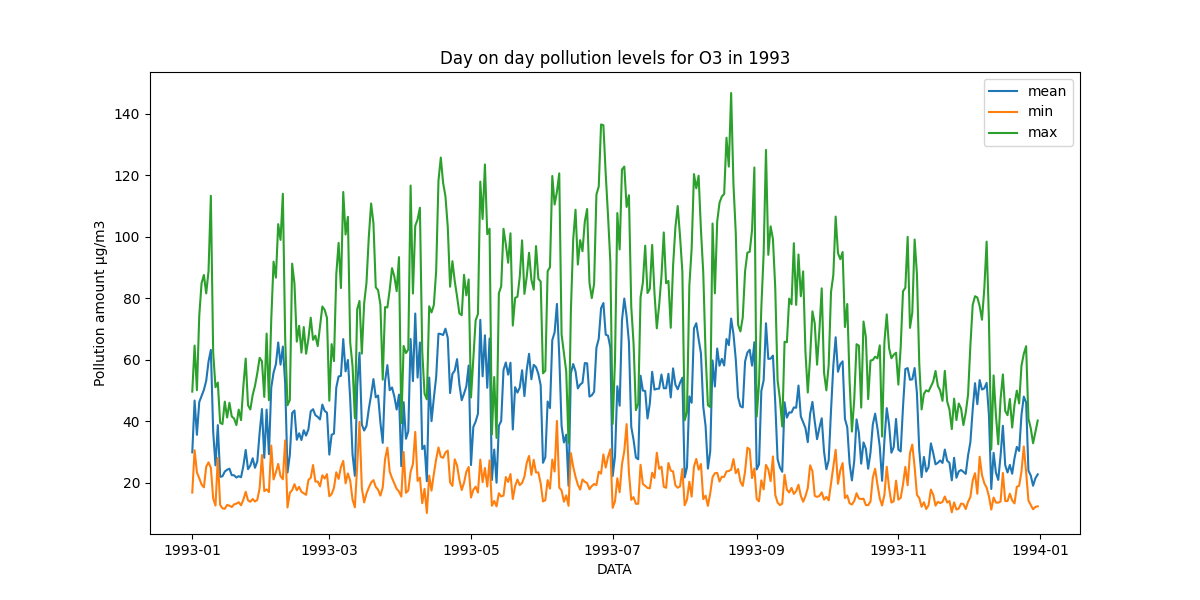 Day on day pollution levels for O3 in 1993
Pollution amount µg/m3
140
120
100
80
60
40
20
mean
min
max
1993-01
1993-03
1993-05
1993-07
1993-09
1993-11
1994-01
DATA